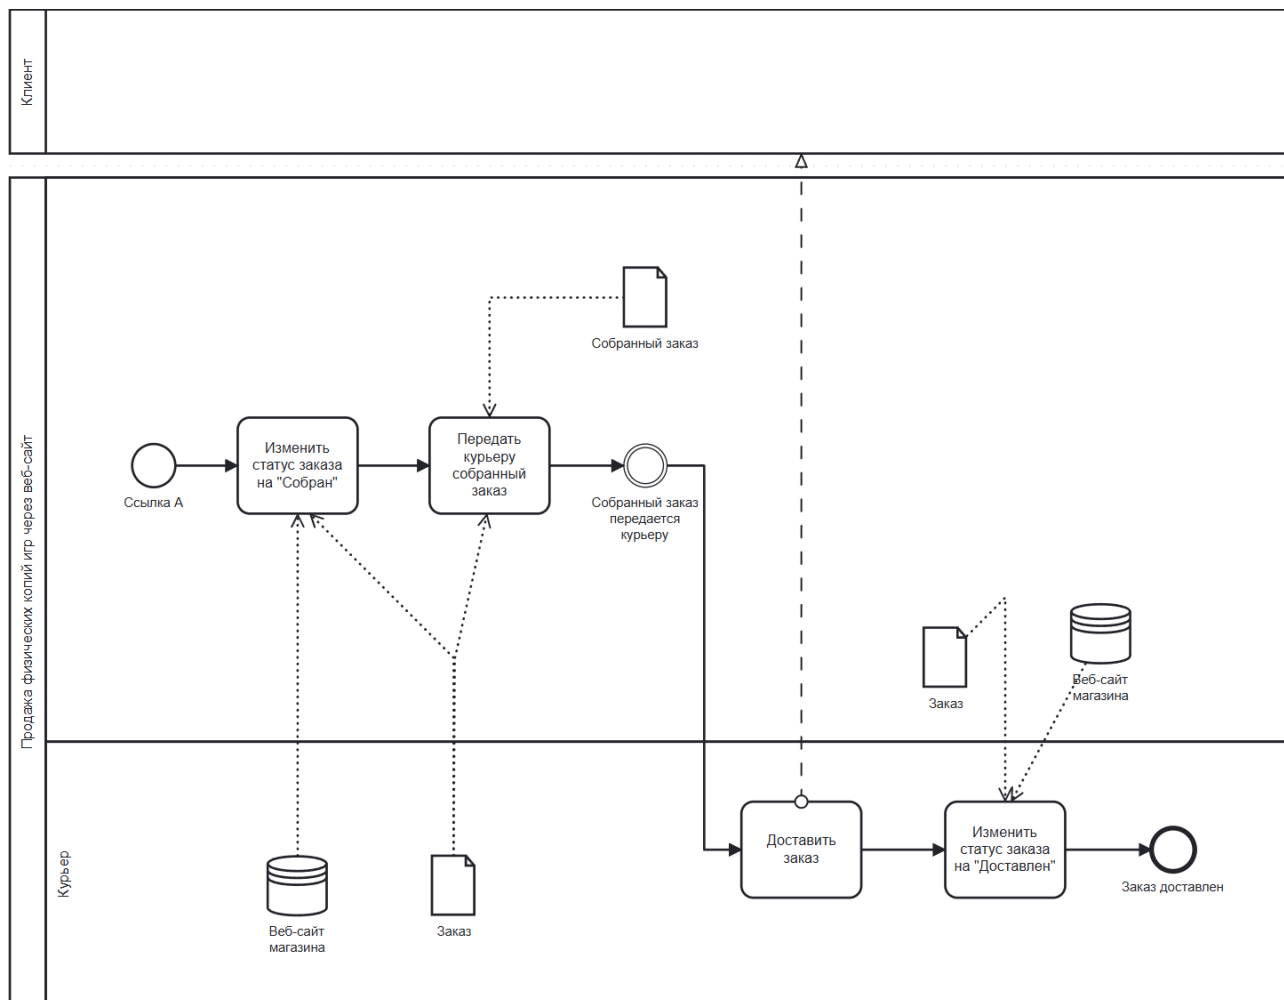 Клиент
Продажа физических копий игр через веб-сайт
Собранный заказ
Ссылка А
Изменить
статус заказа
на "Собран"
Передать
курьеру
собранный
заказ
Собранный заказ
передается
курьеру
Заказ
Веб-сайт
магазина
Курьер
Веб-сайт
магазина
Заказ
Доставить
заказ
Изменить
статус заказа
на "Доставлен"
Заказ доставлен